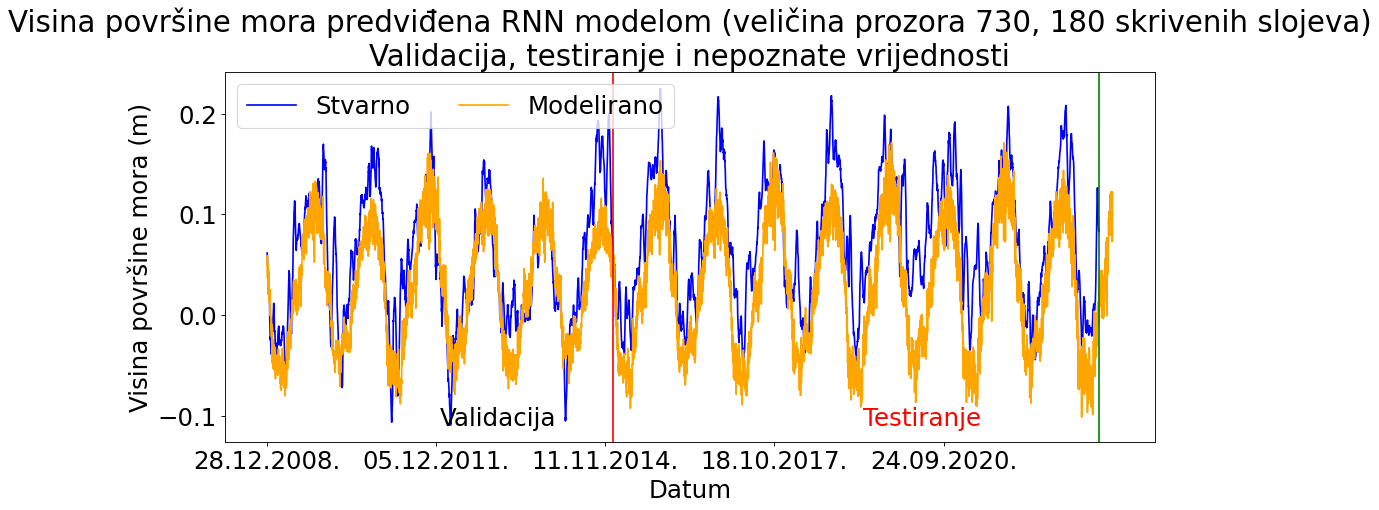 Visina površine mora predviđena RNN modelom (veličina prozora 730, 180 skrivenih slojeva)
Validacija, testiranje i nepoznate vrijednosti
Stvarno
Modelirano
Visina površine mora (m)
0.2
0.1
0.0
−0.1
Validacija
Testiranje
28.12.2008.
05.12.2011.
11.11.2014.
18.10.2017.
24.09.2020.
Datum